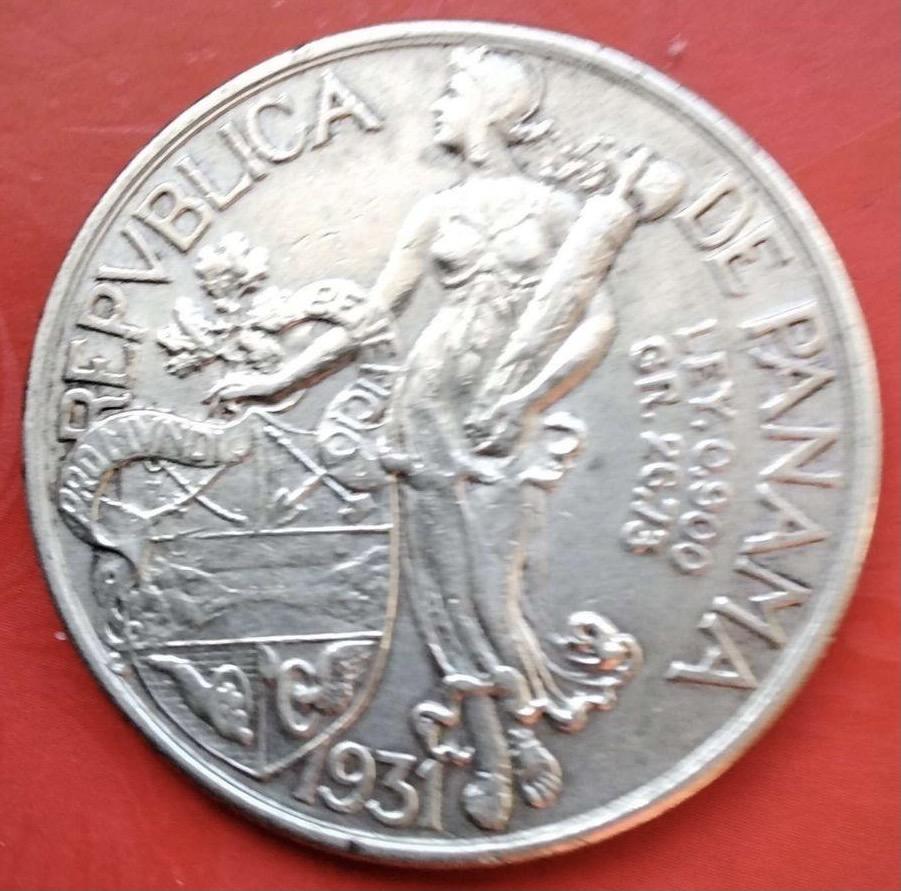 REPVBLICA DE PANAMA
LEY. 0,900
GR. 26,73
PRO MVNDI
1931